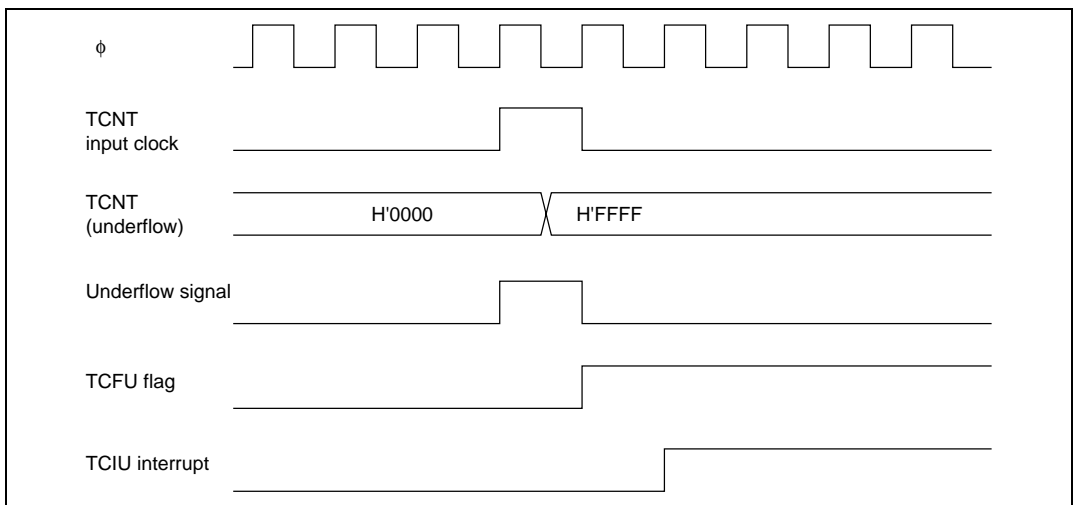 φ
TCNT
input clock
TCNT
(underflow)
H'0000
H'FFFF
Underflow signal
TCFU flag
TCIU interrupt